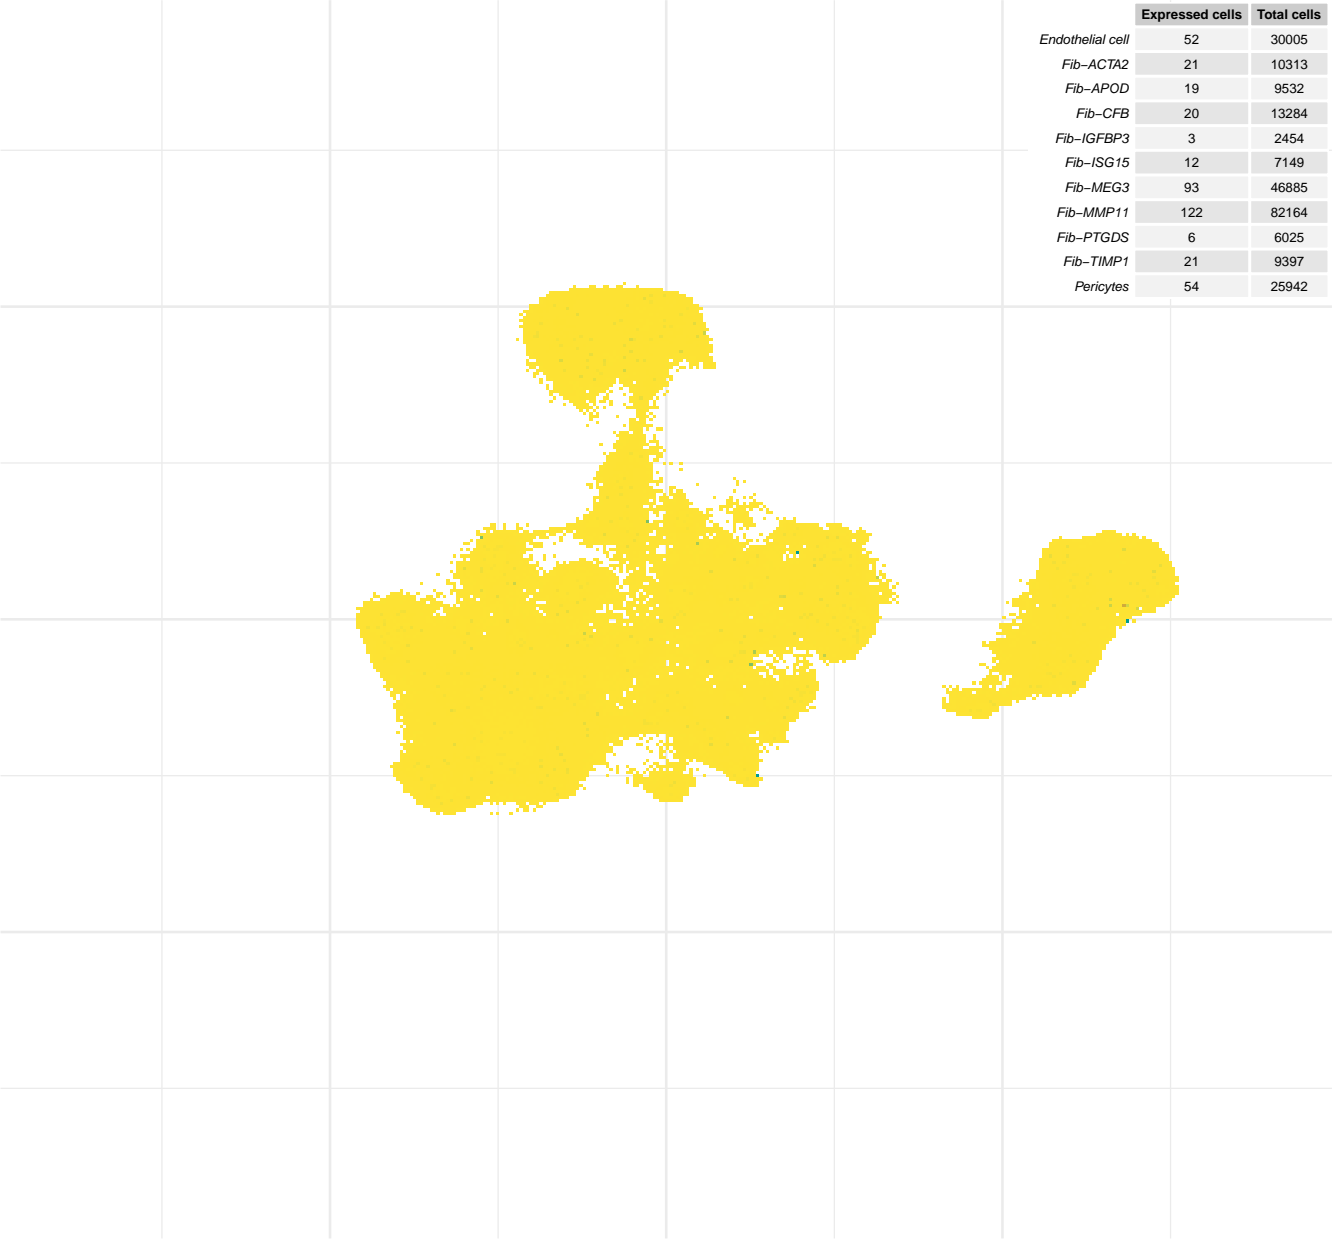 Expressed cells Total cells
Endothelial cell 52 30005
Fib−ACTA2 21 10313
Fib−APOD 19 9532
Fib−CFB 20 13284
Fib−IGFBP3 3 2454
Fib−ISG15 12 7149
Fib−MEG3 93 46885
Fib−MMP11 122 82164
Fib−PTGDS 6 6025
Fib−TIMP1 21 9397
Pericytes 54 25942